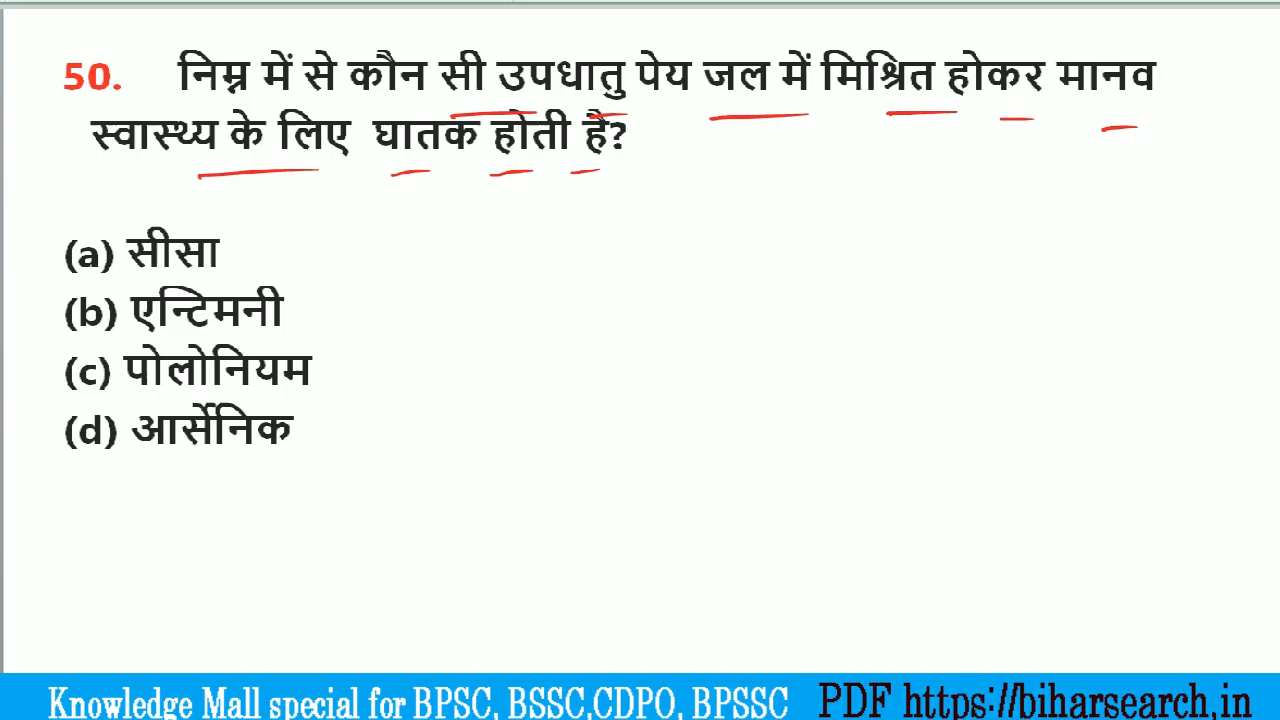 50. निम्न में से कौन सी उपधातु पेय जल में मिश्रित होकर मानव
स्वास्थ्य के लिए घातक होती है?
(a) सीसा
(b) एन्टिमनी
(c) पोलोनियम
(d) आर्सेनिक
Knowledge Mall special for BPSC, BSSC,CDPO, BPSSC PDF https://biharsearch.in